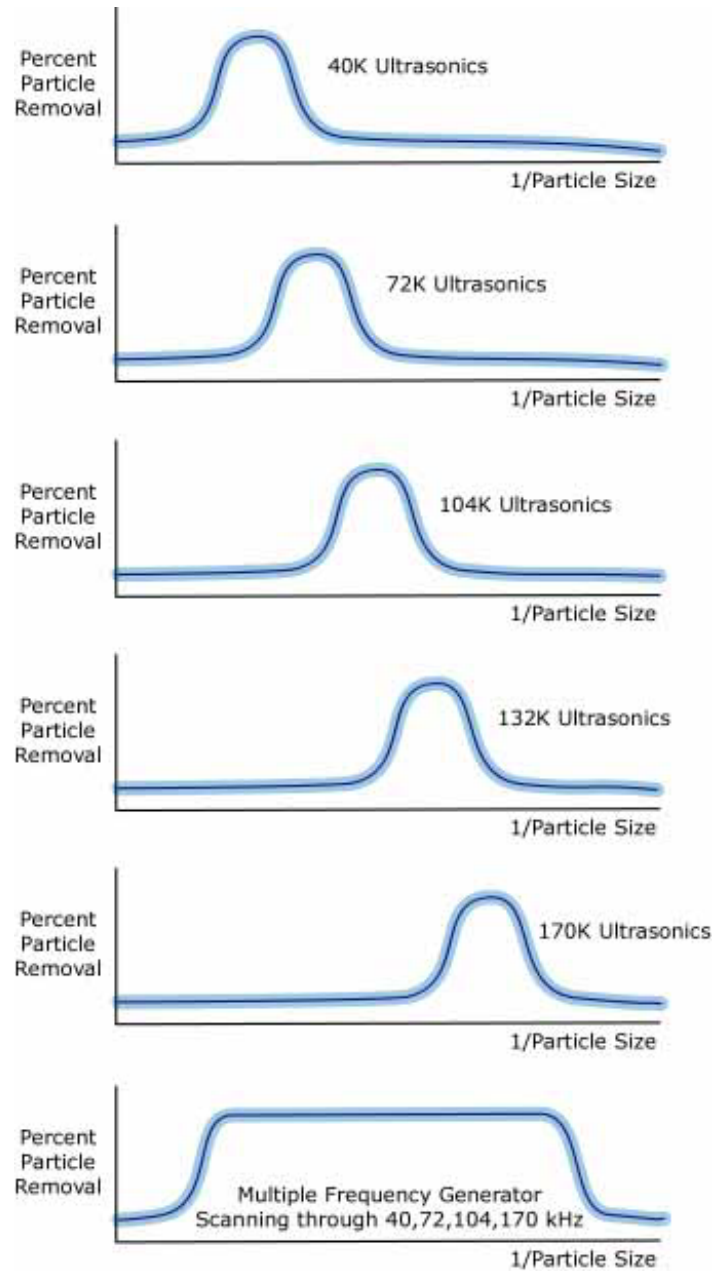 Percent
Particle
Removal
40K Ultrasonics
1/Particle Size
Percent
Particle
Removal
72K Ultrasonics
1/Particle Size
Percent
Particle
Removal
104K Ultrasonics
1/Particle Size
Percent
Particle
Removal
132K Ultrasonics
1/Particle Size
Percent
Particle
Removal
170K Ultrasonics
1/Particle Size
Percent
Particle
Removal
Multiple Frequency Generator
Scanning through 40,72,104,170 kHz
1/Particle Size